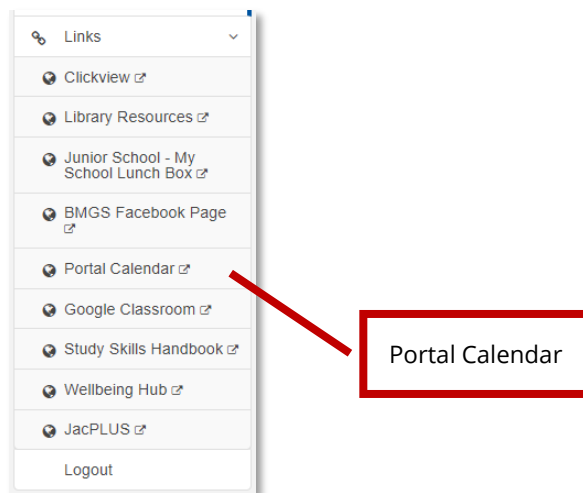 Links
Clickview
Library Resources
Junior School - My
School Lunch Box
BMGS Facebook Page
Portal Calendar
Google Classroom
Study Skills Handbook
Wellbeing Hub
JacPLUS
Logout
Portal Calendar